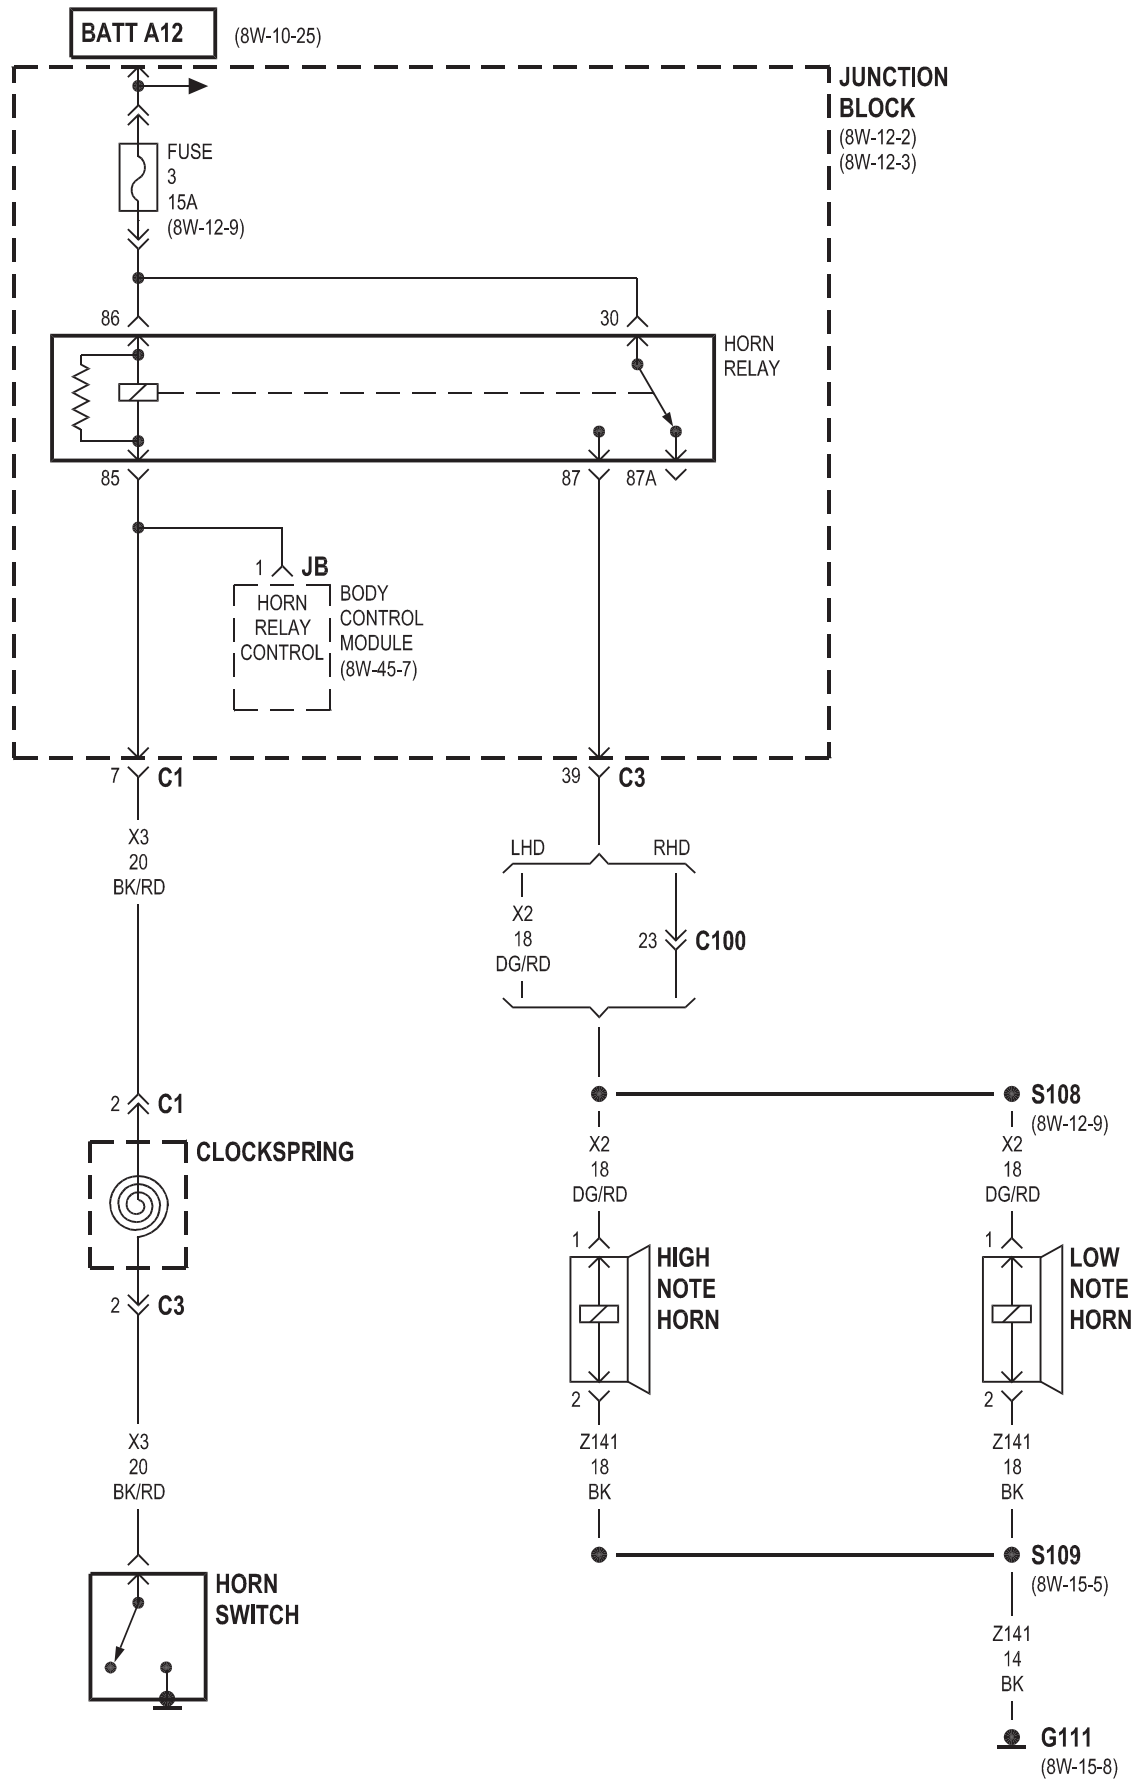 BATT A12
(8W-10-25)
JUNCTION
BLOCK
(8W-12-2)
(8W-12-3)
FUSE
3
15A
(8W-12-9)
86
30
HORN
RELAY
85
87
87A
1
JB
HORN
RELAY
CONTROL
BODY
CONTROL
MODULE
(8W-45-7)
7
C1
39
C3
X3
20
BK/RD
LHD
RHD
X2
18
DG/RD
23
C100
2
C1
S108
(8W-12-9)
CLOCKSPRING
X2
18
DG/RD
X2
18
DG/RD
1
HIGH
NOTE
HORN
1
LOW
NOTE
HORN
2
C3
2
2
X3
20
BK/RD
Z141
18
BK
Z141
18
BK
S109
(8W-15-5)
HORN
SWITCH
Z141
14
BK
G111
(8W-15-8)